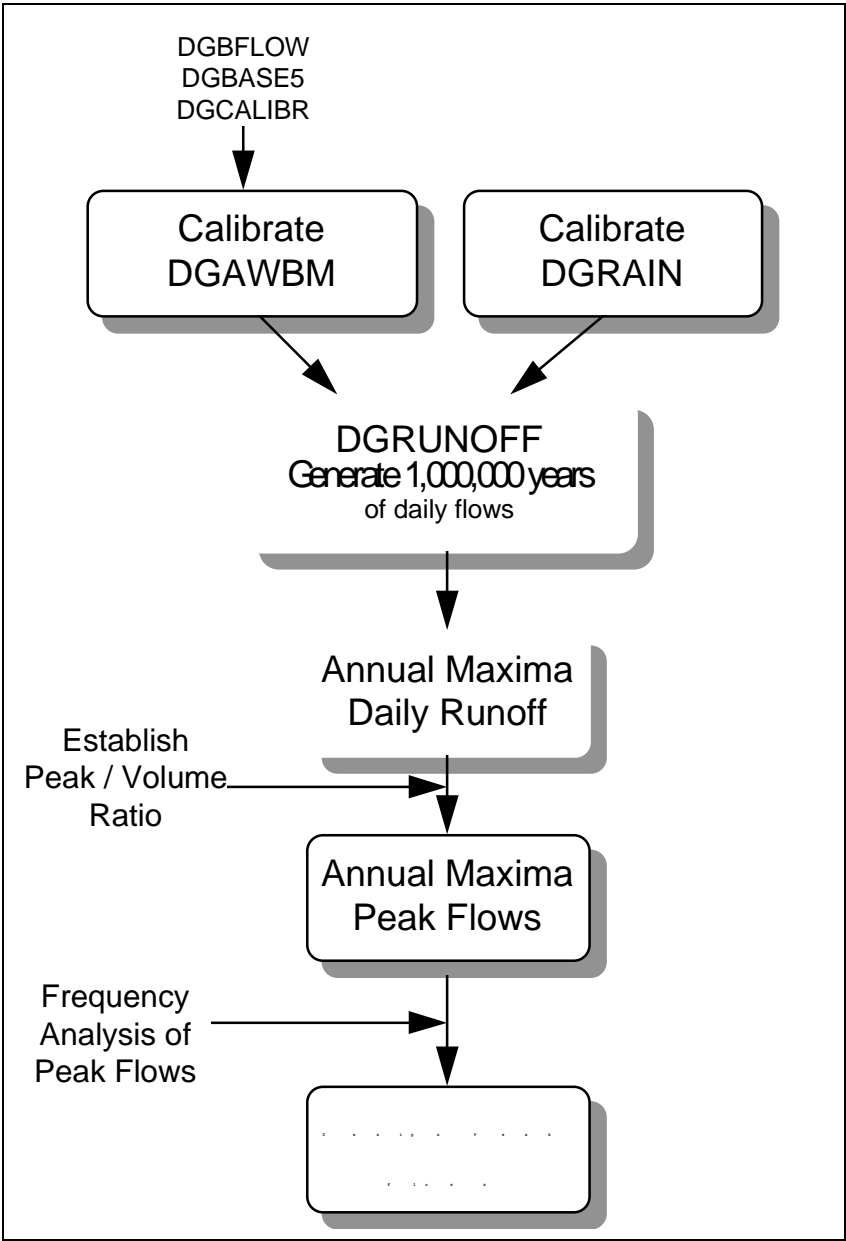 DGBFLOW
DGBASE5
DGCALIBR
Calibrate
DGAWBM
Calibrate
DGRAIN
DGRUNOFF
Generate 1,000,000 years
of daily flows
Annual Maxima
Daily Runoff
Establish
Peak / Volume
Ratio
Annual Maxima
Peak Flows
Frequency
Analysis of
Peak Flows